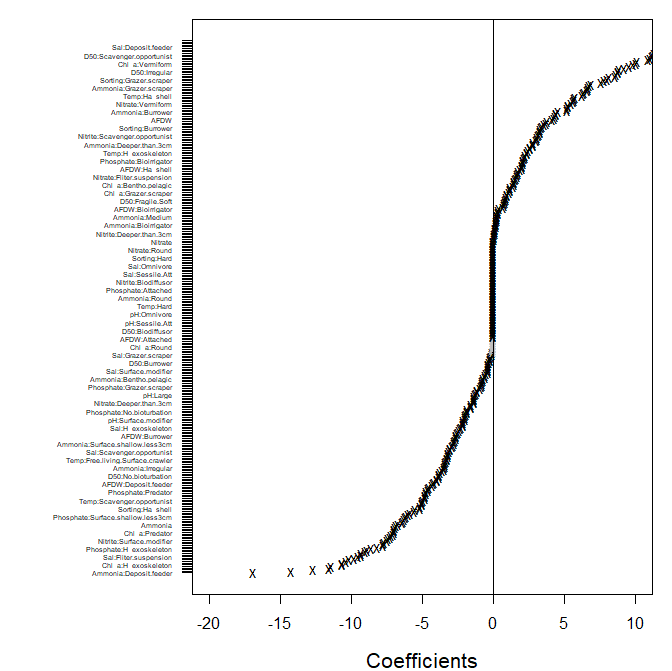 Sal:Deposit.feeder
D50:Scavenger.opportunist
Chl_a:Vermiform
D50:Irregular
Sorting:Grazer.scraper
Ammonia:Grazer.scraper
Temp:Ha_shell
Nitrate:Vermiform
Ammonia:Burrower
AFDW
Sorting:Burrower
Nitrite:Scavenger.opportunist
Ammonia:Deeper.than.3cm
Temp:H_exoskeleton
Phosphate:Bioirrigator
AFDW:Ha_shell
Nitrate:Filter.suspension
Chl_a:Bentho.pelagic
Chl_a:Grazer.scraper
D50:Fragile.Soft
AFDW:Bioirrigator
Ammonia:Medium
Ammonia:Bioirrigator
Nitrite:Deeper.than.3cm
Nitrate
Nitrate:Round
Sorting:Hard
Sal:Omnivore
Sal:Sessile.Att
Nitrite:Biodiffusor
Phosphate:Attached
Ammonia:Round
Temp:Hard
pH:Omnivore
pH:Sessile.Att
D50:Biodiffusor
AFDW:Attached
Chl_a:Round
Sal:Grazer.scraper
D50:Burrower
Sal:Surface.modifier
Ammonia:Bentho.pelagic
Phosphate:Grazer.scraper
pH:Large
Nitrate:Deeper.than.3cm
Phosphate:No.bioturbation
pH:Surface.modifier
Sal:H_exoskeleton
AFDW:Burrower
Ammonia:Surface.shallow.less3cm
Sal:Scavenger.opportunist
Temp:Free.living.Surface.crawler
Ammonia:Irregular
D50:No.bioturbation
AFDW:Deposit.feeder
Phosphate:Predator
Temp:Scavenger.opportunist
Sorting:Ha_shell
Phosphate:Surface.shallow.less3cm
Ammonia
Chl_a:Predator
Nitrite:Surface.modifier
Phosphate:H_exoskeleton
Sal:Filter.suspension
Chl_a:H_exoskeleton
Ammonia:Deposit.feeder
-20 -15 -10 -5 0 5 10
Coefficients